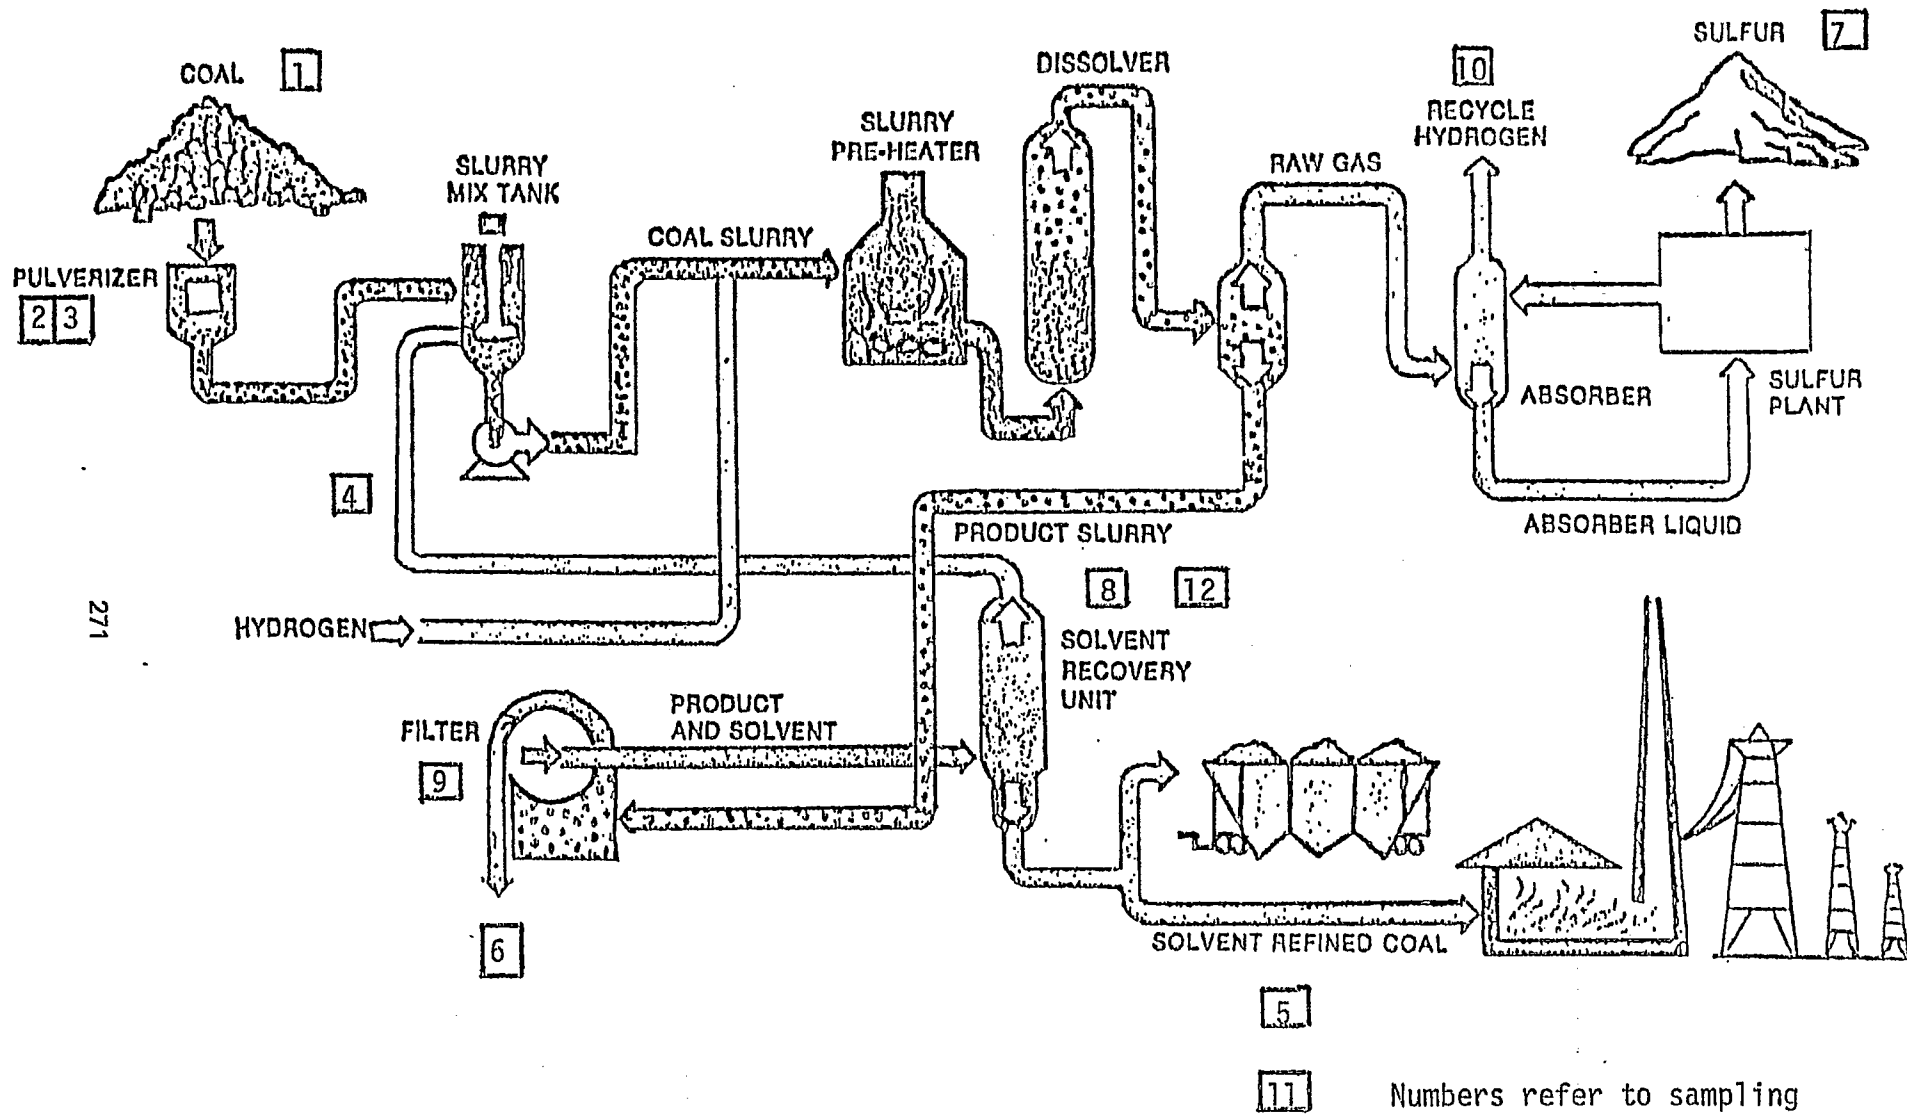 COAL 1
SLURRY
MIX TANK
PULVERIZER
2 3
COAL SLURRY
SLURRY
PRE-HEATER
DISSOLVER
RAW GAS
10
RECYCLE
HYDROGEN
SULFUR 7
ABSORBER
SULFUR
PLANT
ABSORBER LIQUID
4
PRODUCT SLURRY
8 12
HYDROGEN
SOLVENT
RECOVERY
UNIT
271
FILTER
9
PRODUCT
AND SOLVENT
6
SOLVENT REFINED COAL
5
11 Numbers refer to sampling